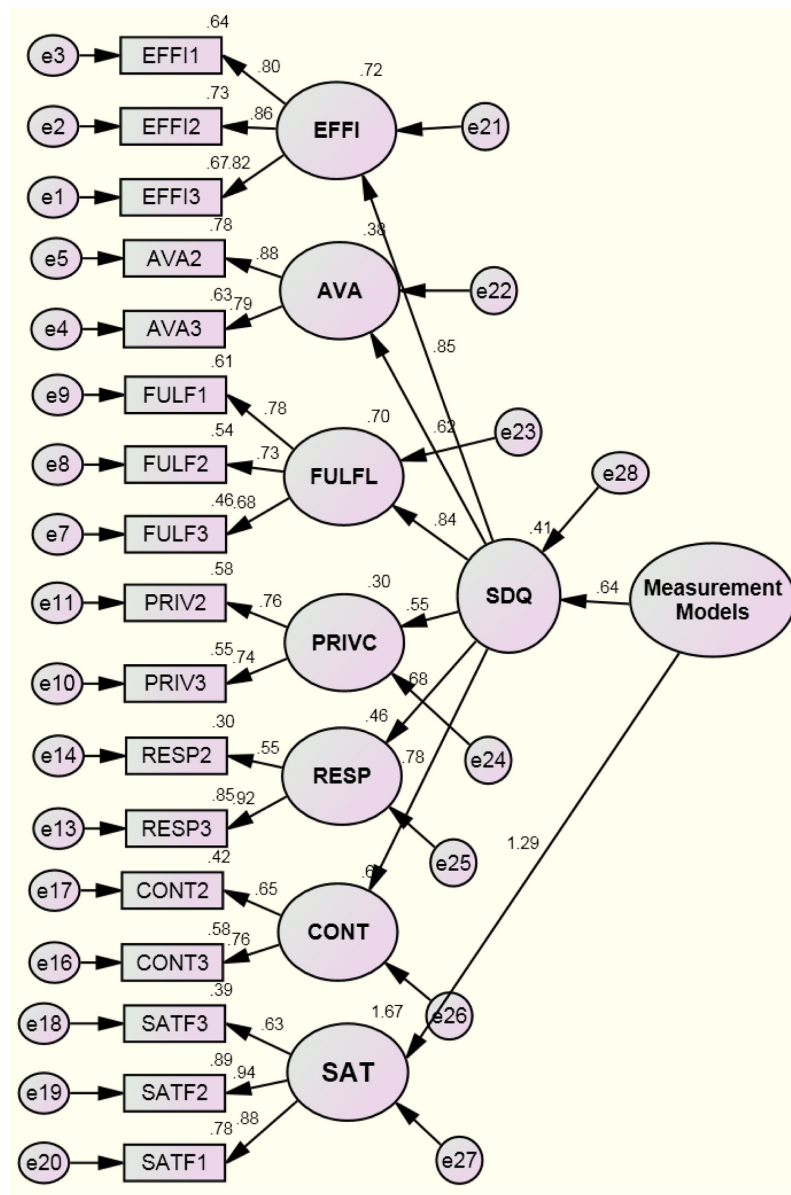 .64
e3
EFFI1
.80
.72
.73
e2
EFFI2
.86
EFFI
e21
.67
.82
e1
EFFI3
.78
.38
e5
AVA2
.88
AVA
e22
.63
.79
e4
AVA3
.85
.61
e9
FULF1
.78
.70
.62
e23
.54
e8
FULF2
.73
FULFL
e28
.46
.68
e7
FULF3
.84
.41
.58
.30
e11
PRIV2
.76
.55
SDQ
.64
Measurement
Models
PRIVC
.55
.74
e10
PRIV3
.68
.30
.46
e14
RESP2
.55
.78
e24
RESP
.85
.92
e13
RESP3
.42
1.29
e25
e17
CONT2
.65
CONT
.58
.76
e16
CONT3
.39
1.67
e26
e18
SATF3
.63
SAT
.89
.94
e19
SATF2
.78
.88
e20
SATF1
e27